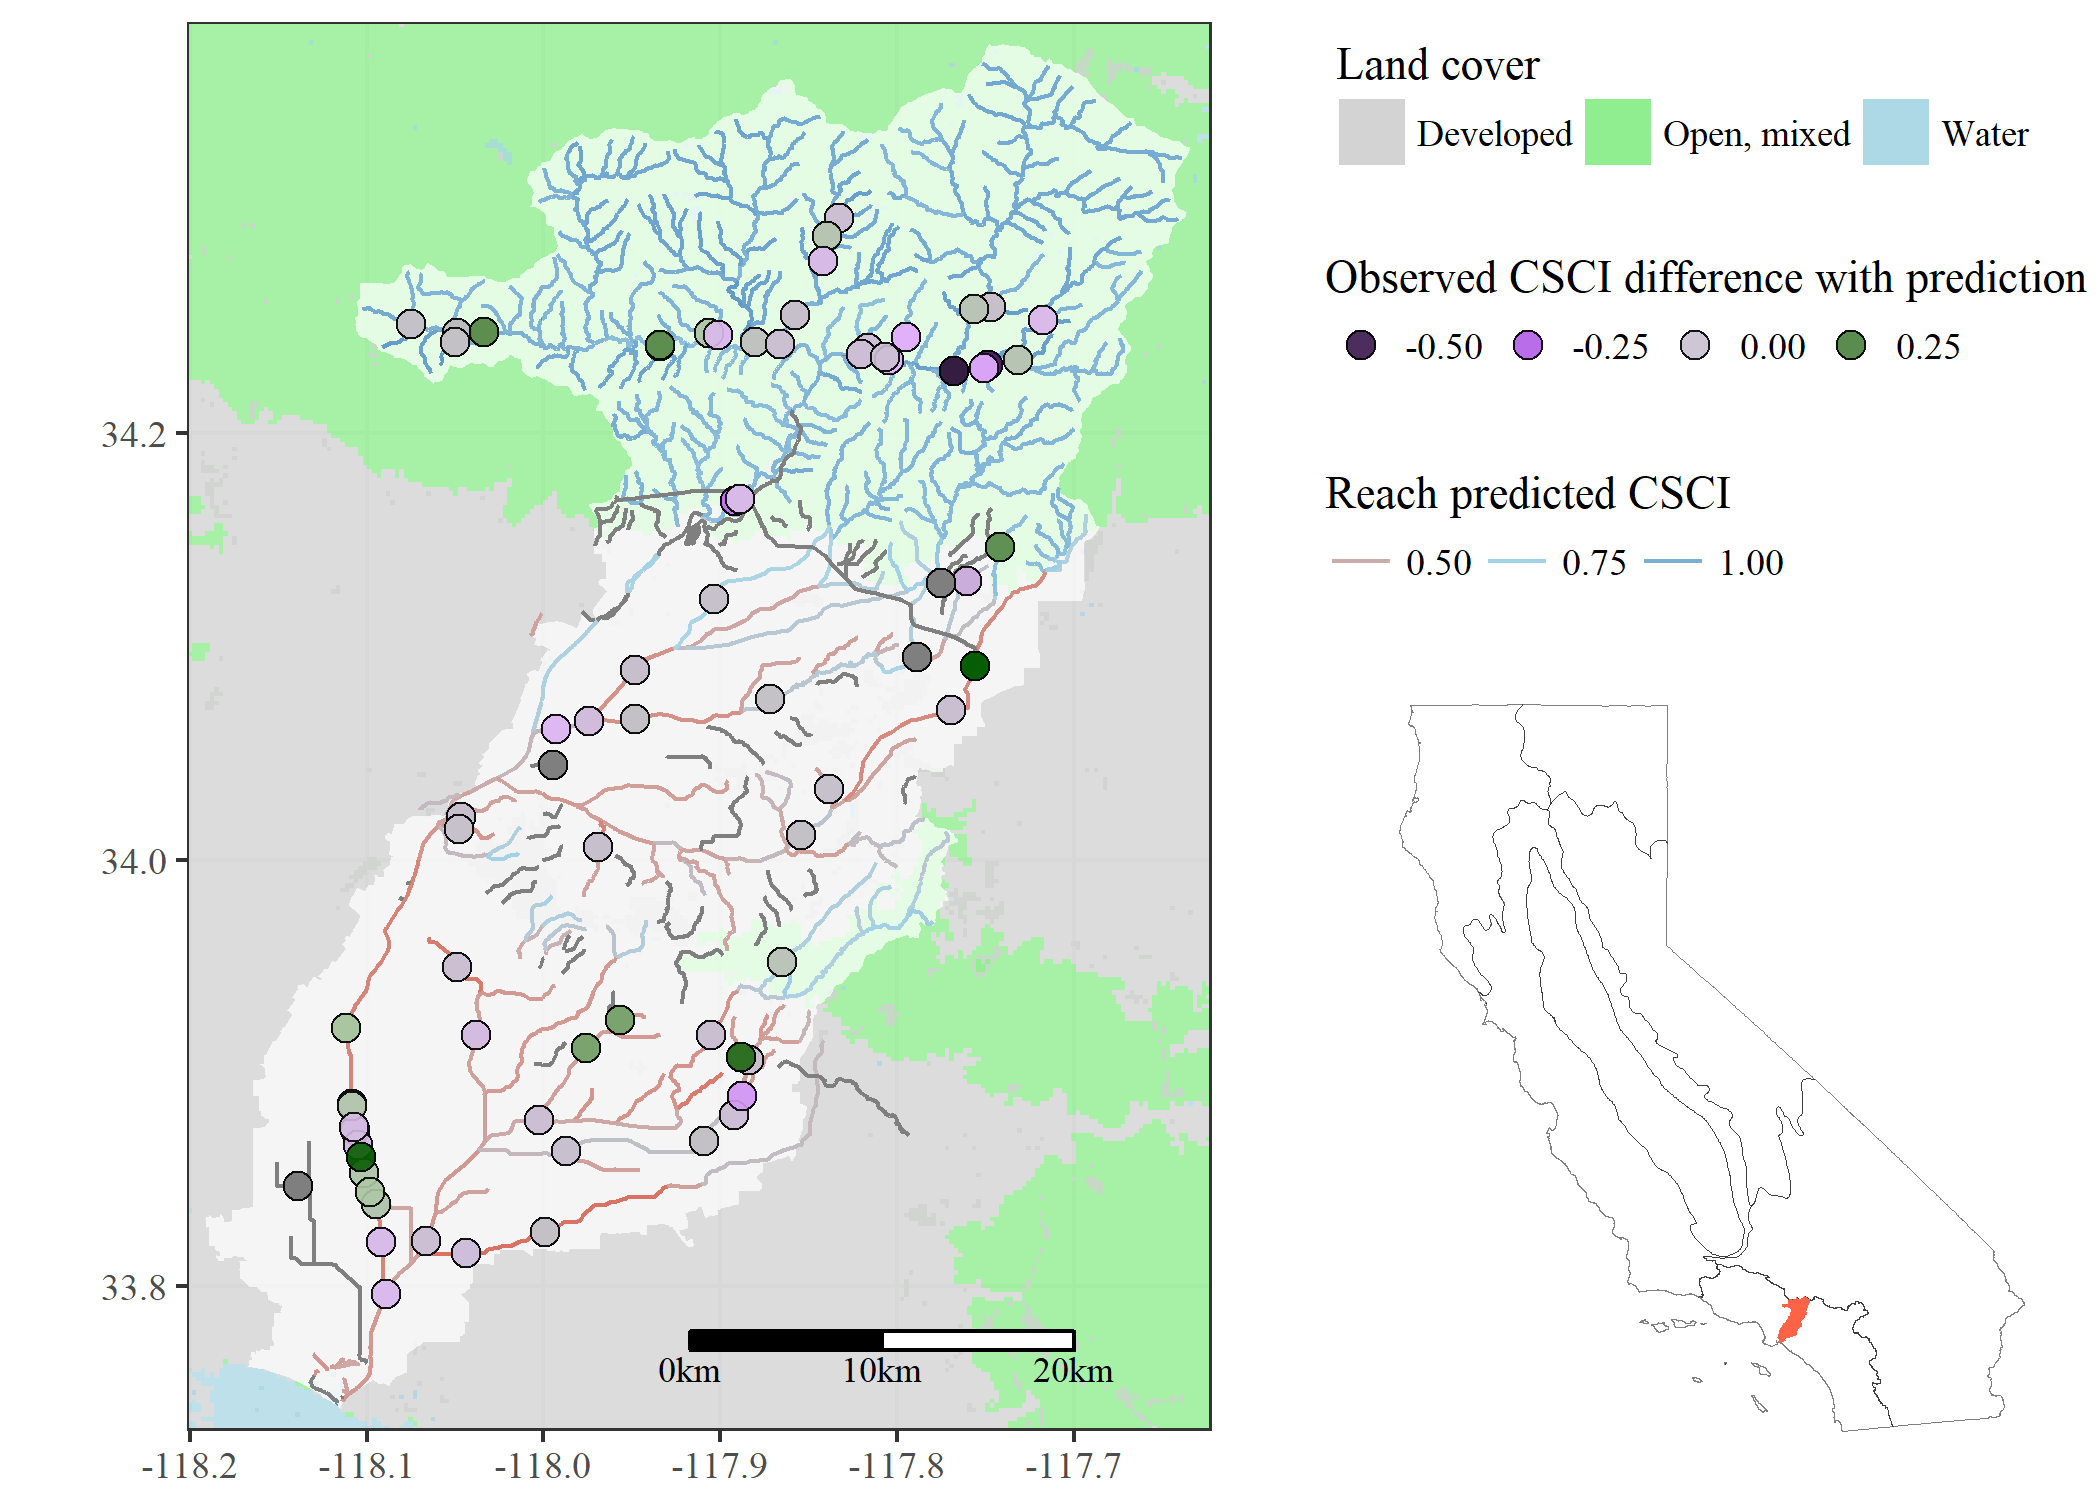 Land cover
Developed Open, mixed Water
Observed CSCI difference with prediction
-0.50 -0.25 0.00 0.25
Reach predicted CSCI
0.50 0.75 1.00
34.2
34.0
33.8
0km 10km 20km
-118.2 -118.1 -118.0 -117.9 -117.8 -117.7